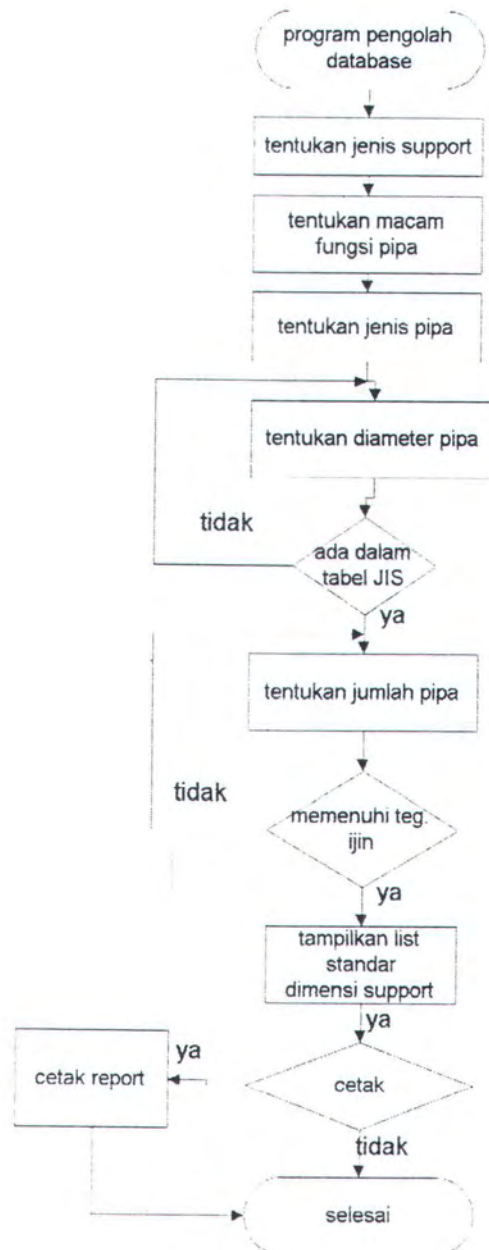 program pengolah
database
tentukan jenis support
tentukan macam
fungsi pipa
tentukan jenis pipa
tentukan diameter pipa
tidak
ada dalam
tabel JIS
ya
tentukan jumlah pipa
tidak
memenuhi teg.
ijin
ya
tampilkan list
standar
dimensi support
ya
ya
cetak report
cetak
tidak
selesai